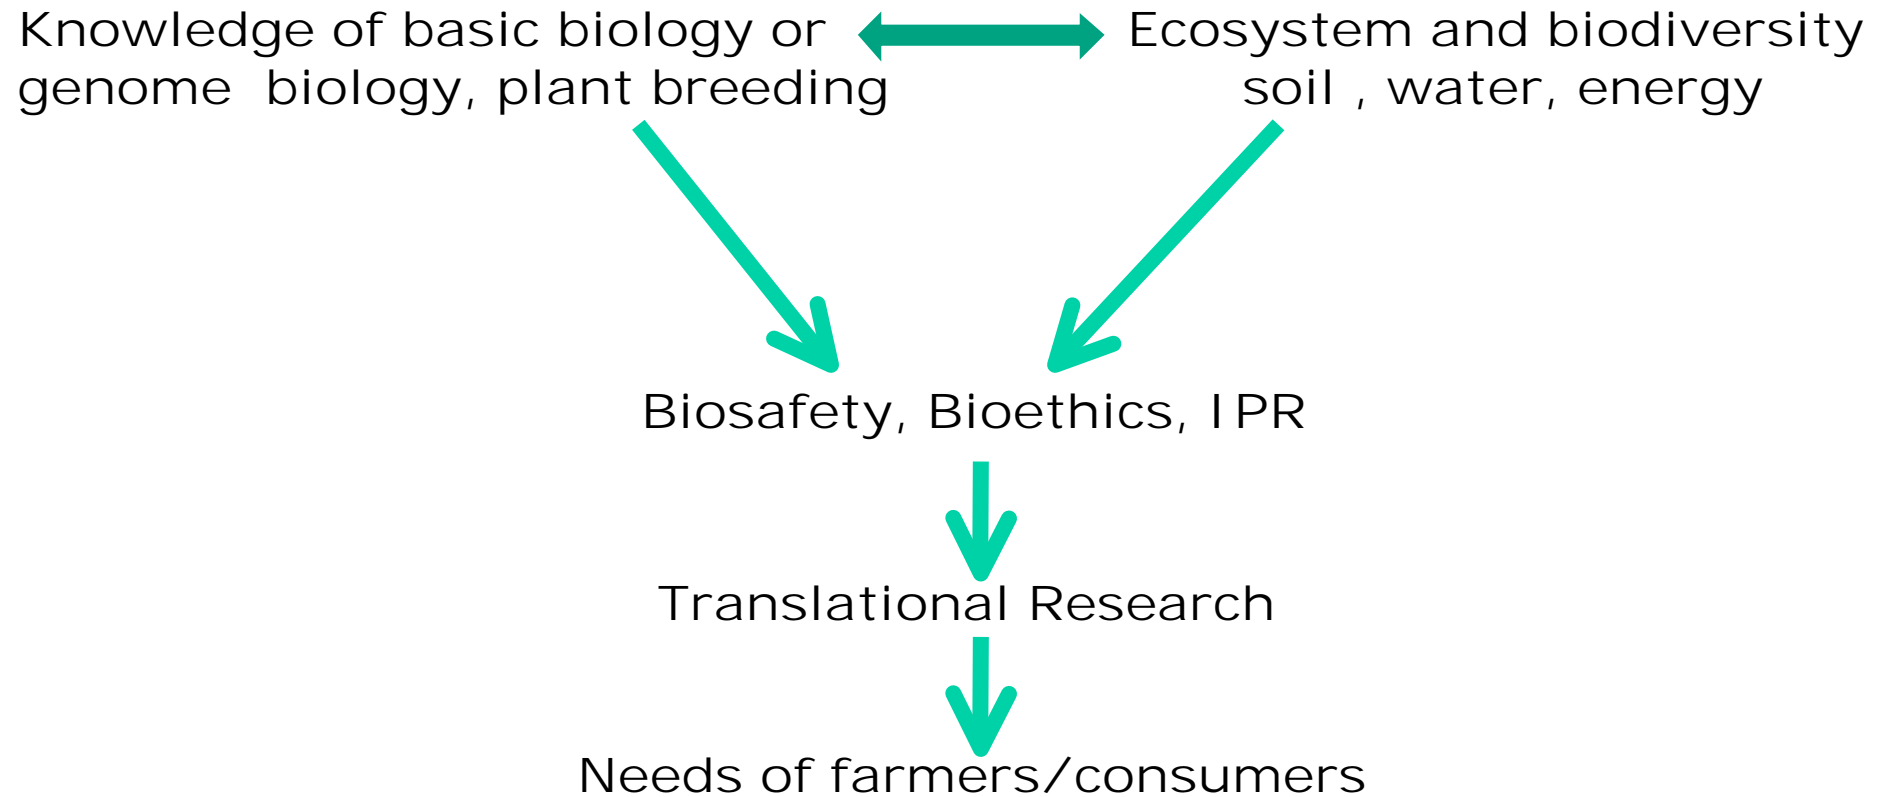 Knowledge of basic biology or
genome biology, plant breeding
Ecosystem and biodiversity
soil , water, energy
Biosafety, Bioethics, IPR
Translational Research
Needs of farmers/consumers